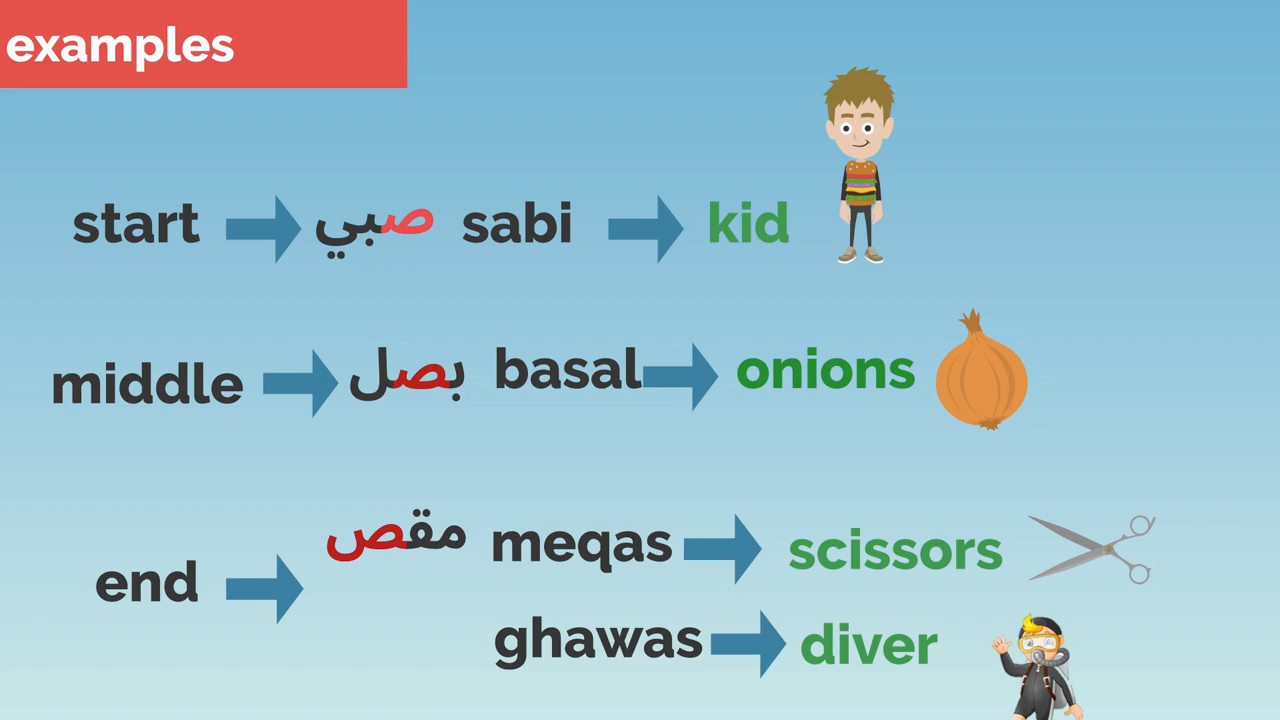 examples
start صبي sabi kid
middle بصل basal onions
end مقص meqas scissors
ghawas diver